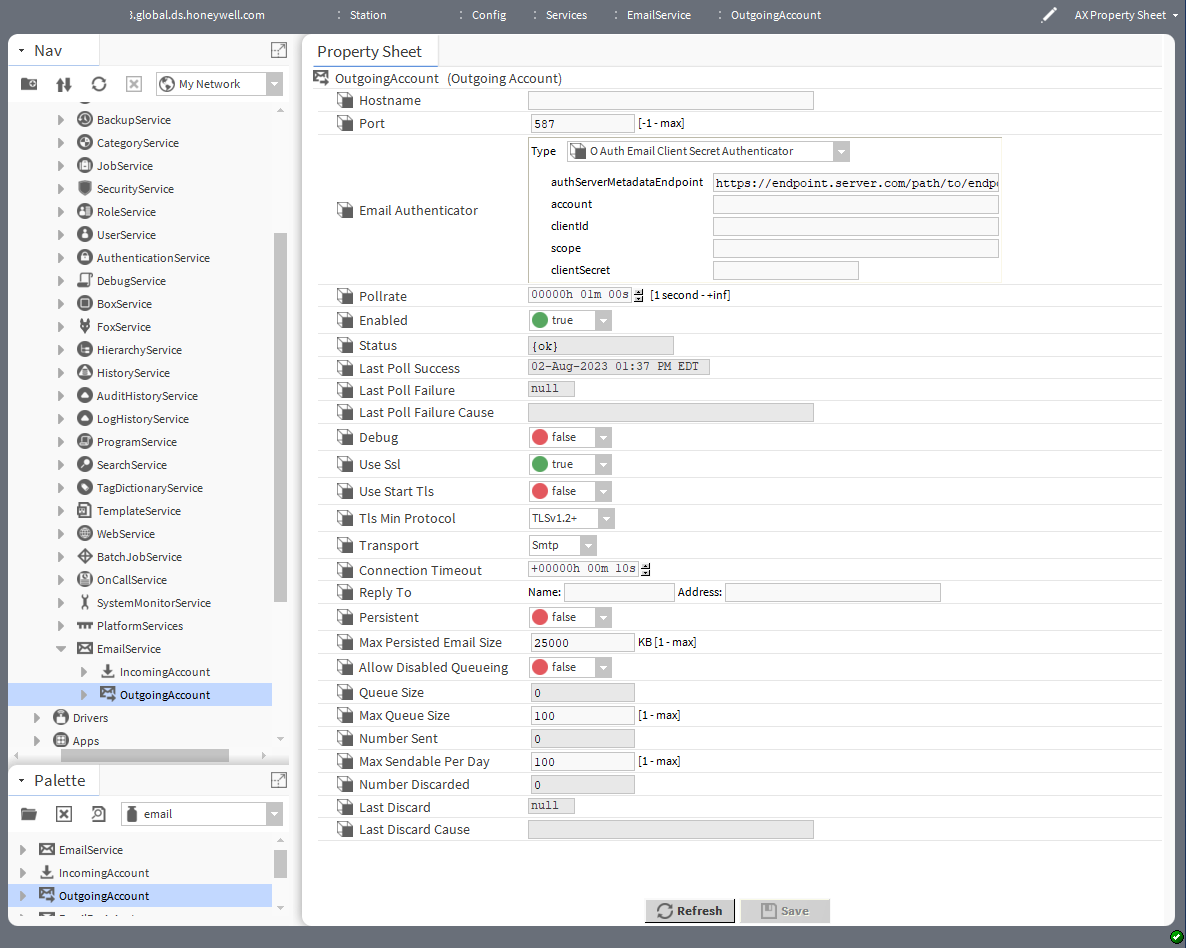 global.ds.honeywell.com : Station : Config : Services : EmailService : OutgoingAccount AX Property Sheet
Nav
My Network
BackupService
CategoryService
JobService
SecurityService
RoleService
UserService
AuthenticationService
DebugService
BoxService
FoxService
HierarchyService
HistoryService
AuditHistoryService
LogHistoryService
ProgramService
SearchService
TagDictionaryService
TemplateService
WebService
BatchJobService
OnCallService
SystemMonitorService
PlatformServices
EmailService
IncomingAccount
OutgoingAccount
Drivers
Apps
Palette
email
EmailService
IncomingAccount
OutgoingAccount
Property Sheet
OutgoingAccount (Outgoing Account)
Hostname
Port 587 [-1 - max]
Email Authenticator
Type O Auth Email Client Secret Authenticator
authServerMetadataEndpoint https://endpoint.server.com/path/to/endpo
account
clientId
scope
clientSecret
Pollrate 00000h 01m 00s [1 second - +inf]
Enabled true
Status {ok}
Last Poll Success 02-Aug-2023 01:37 PM EDT
Last Poll Failure null
Last Poll Failure Cause
Debug false
Use Ssl true
Use Start Tls false
Tls Min Protocol TLSv1.2+
Transport Smtp
Connection Timeout +00000h 00m 10s
Reply To Name: Address:
Persistent false
Max Persisted Email Size 25000 KB [1 - max]
Allow Disabled Queueing false
Queue Size 0
Max Queue Size 100 [1 - max]
Number Sent 0
Max Sendable Per Day 100 [1 - max]
Number Discarded 0
Last Discard null
Last Discard Cause
Refresh Save